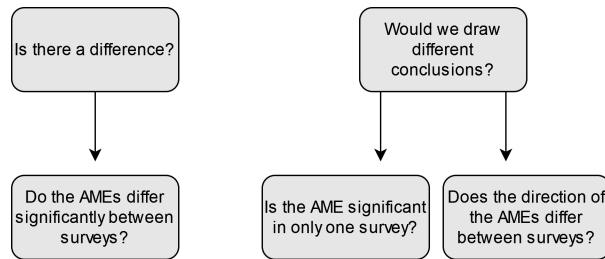 Is there a difference?
Would we draw
different
conclusions?
Do the AMEs differ
significantly between
surveys?
Is the AME significant
in only one survey?
Does the direction of
the AMEs differ
between surveys?